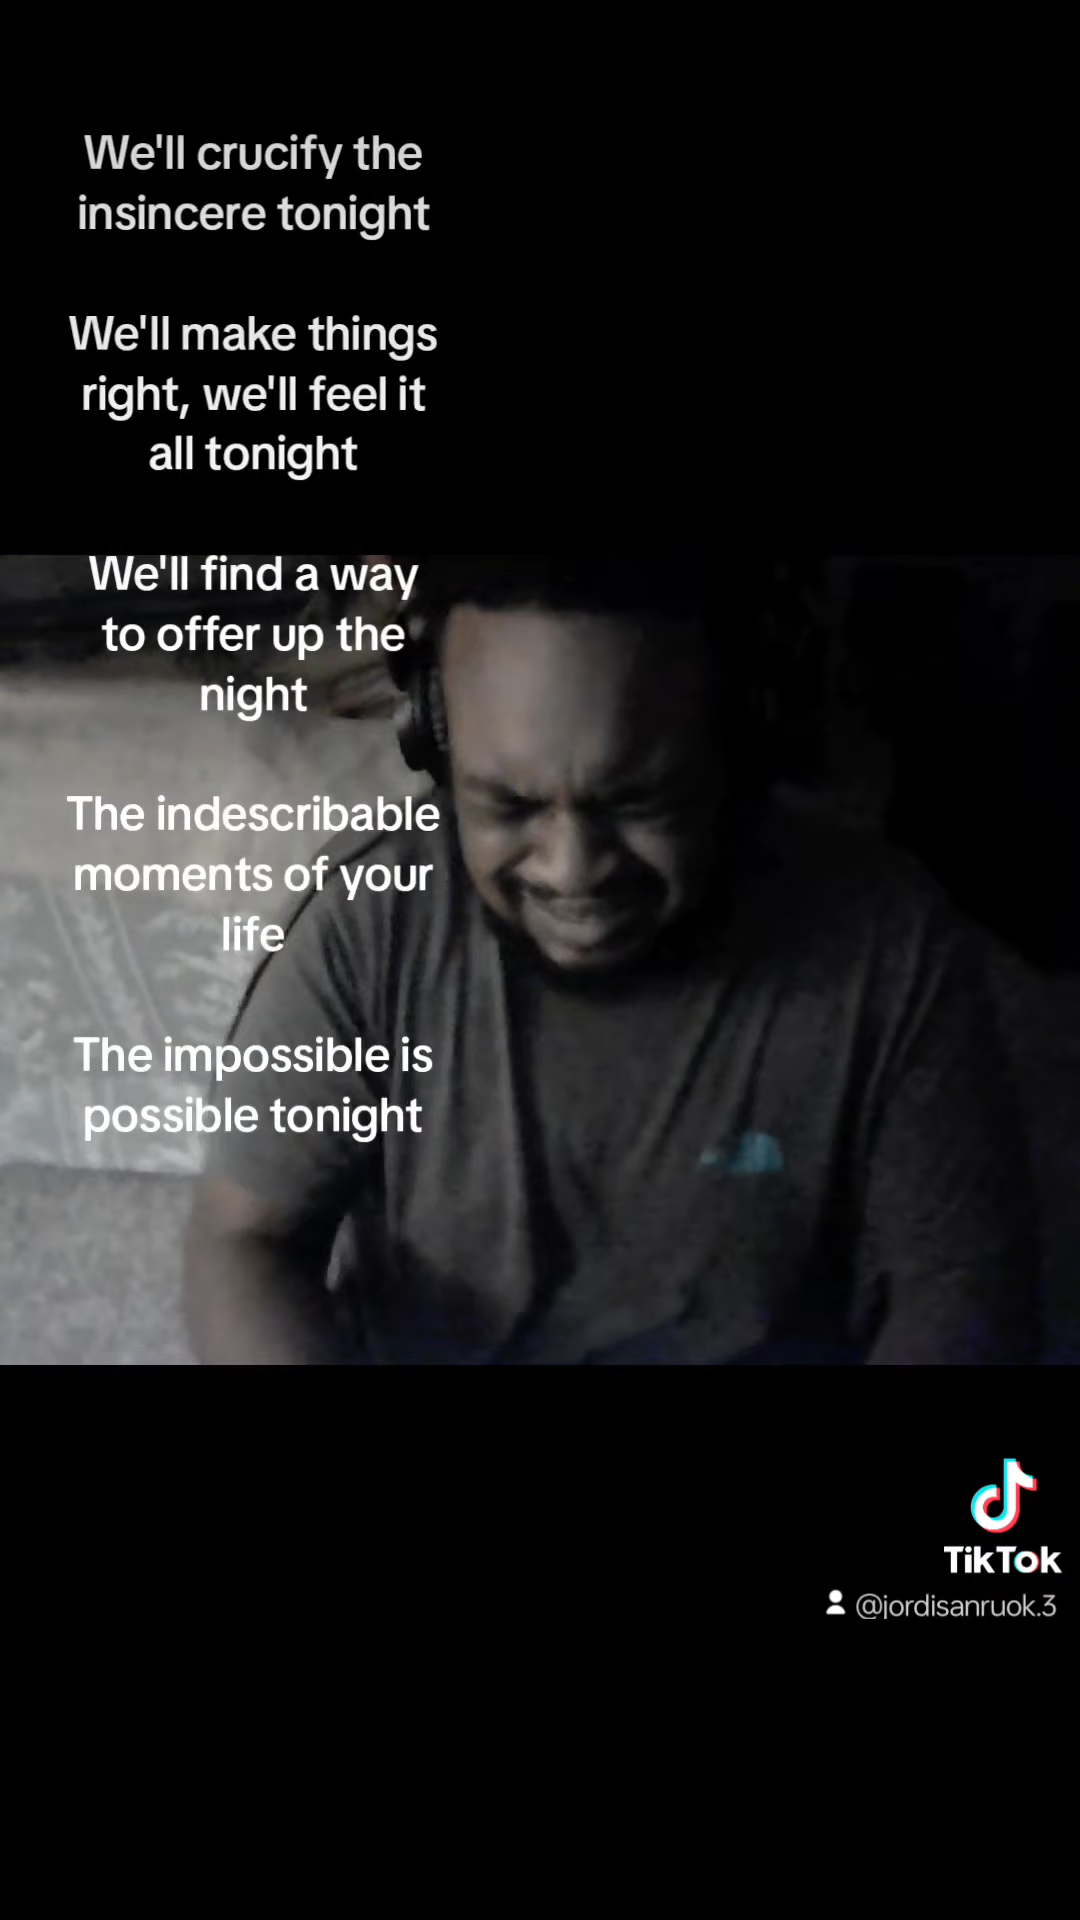 We'll crucify the
insincere tonight
We'll make things
right, we'll feel it
all tonight
We'll find a way
to offer up the
night
The indescribable
moments of your
life
The impossible is
possible tonight
TikTok
@jordisanruok.3